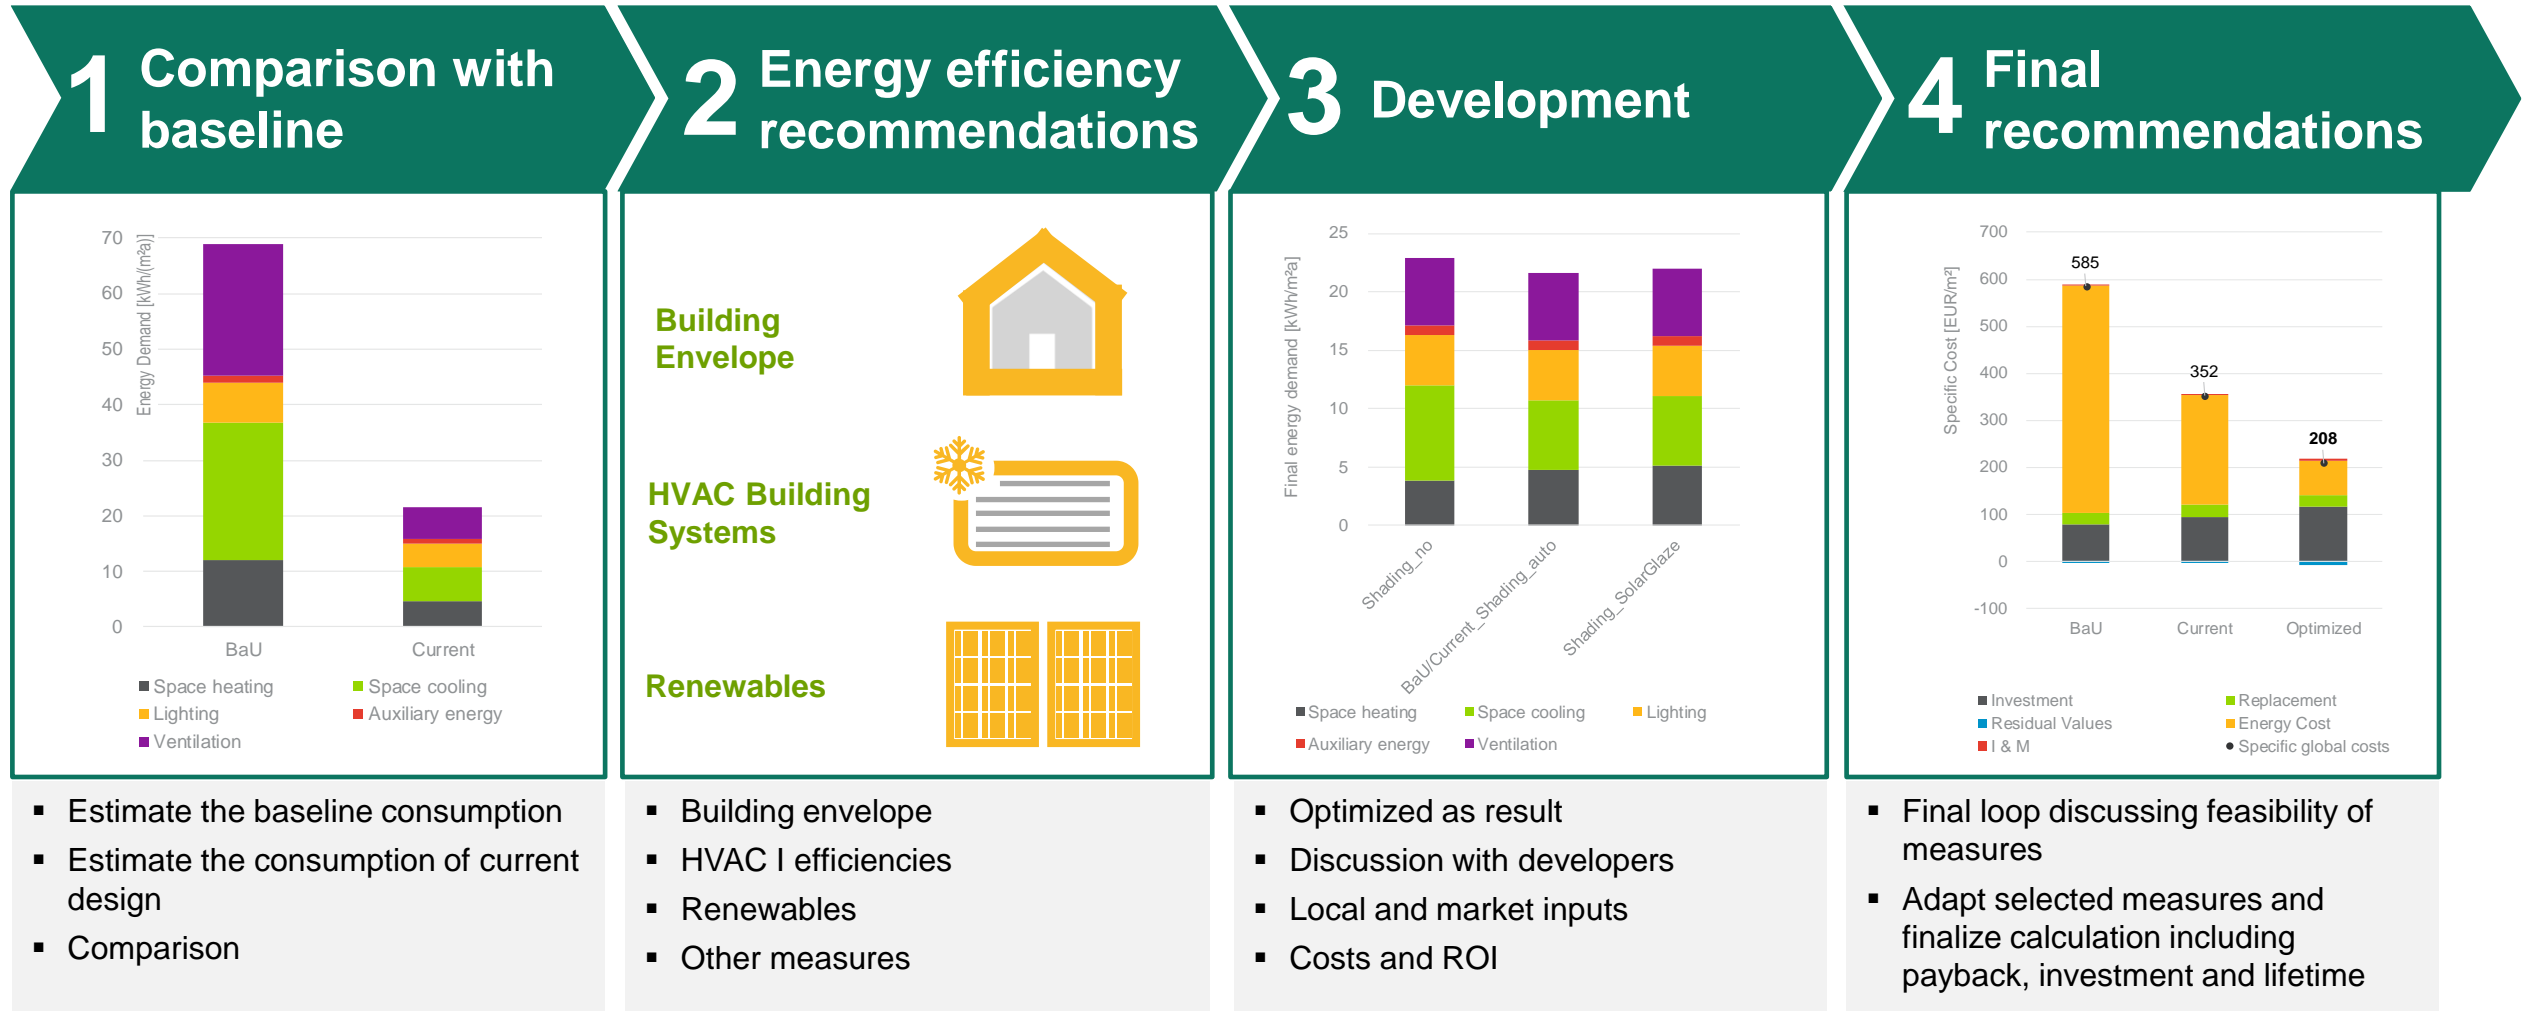 1 Comparison with
baseline
2 Energy efficiency
recommendations
3 Development
4 Final
recommendations
70
60
50
40
30
20
10
0
Energy Demand [kWh/(m²a)]
BaU
Current
Space heating
Space cooling
Lighting
Auxiliary energy
Ventilation
Building
Envelope
HVAC Building
Systems
Renewables
25
20
15
10
5
0
Final energy demand [kWh/m²a]
Shading_no
BaU/Current_Shading_auto
Shading_SolarGlaze
Space heating
Space cooling
Lighting
Auxiliary energy
Ventilation
700
600
500
400
300
200
100
0
-100
Specific Cost [EUR/m²]
585
352
208
BaU
Current
Optimized
Investment
Replacement
Residual Values
Energy Cost
I & M
Specific global costs
▪ Estimate the baseline consumption
▪ Estimate the consumption of current
design
▪ Comparison
▪ Building envelope
▪ HVAC I efficiencies
▪ Renewables
▪ Other measures
▪ Optimized as result
▪ Discussion with developers
▪ Local and market inputs
▪ Costs and ROI
▪ Final loop discussing feasibility of
measures
▪ Adapt selected measures and
finalize calculation including
payback, investment and lifetime